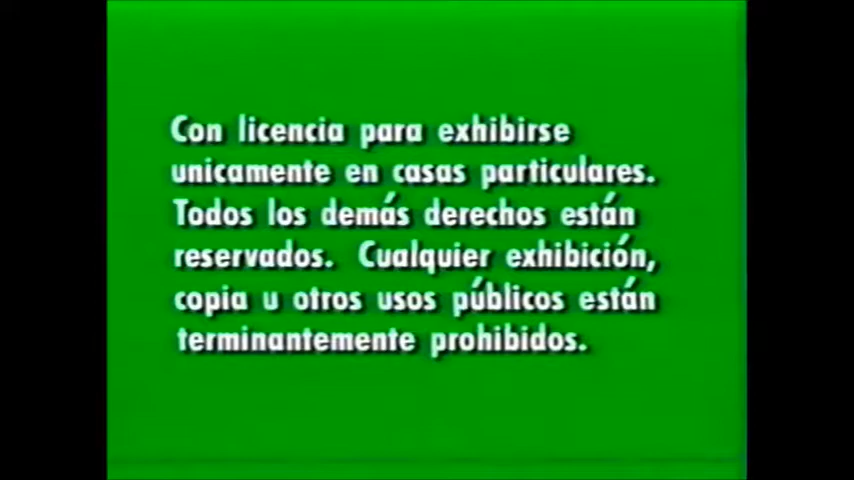 Con licencia para exhibirse
unicamente en casas particulares.
Todos los demás derechos están
reservados. Cualquier exhibición,
copia u otros usos públicos están
terminantemente prohibidos.